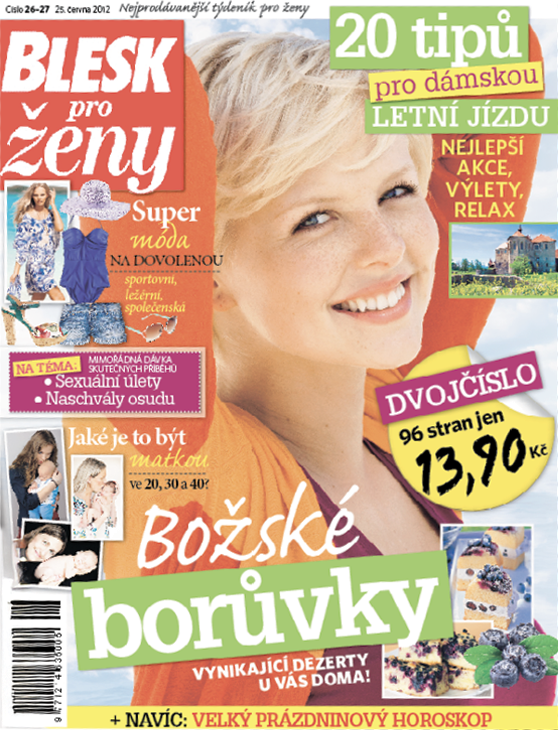 Číslo 26-27 25. června 2012 Nejprodávanější týdeník pro ženy
BLESK
pro
ženy
20 tipů
pro dámskou
LETNÍ JÍZDU
NEJLEPŠÍ
AKCE,
VÝLETY,
RELAX
Super
móda
NA DOVOLENOU
sportovní,
ležérní,
společenská
NA TÉMA: MIMOŘÁDNÁ DÁVKA
SKUTEČNÝCH PŘÍBĚHŮ
• Sexuální úlety
• Naschvály osudu
DVOJČÍSLO
96 stran jen
13,90 Kč
Jaké je to být
matkou
ve 20, 30 a 40?
Božské
borůvky
VYNIKAJÍCÍ DEZERTY
U VÁS DOMA!
+ NAVÍC: VELKÝ PRÁZDNINOVÝ HOROSKOP